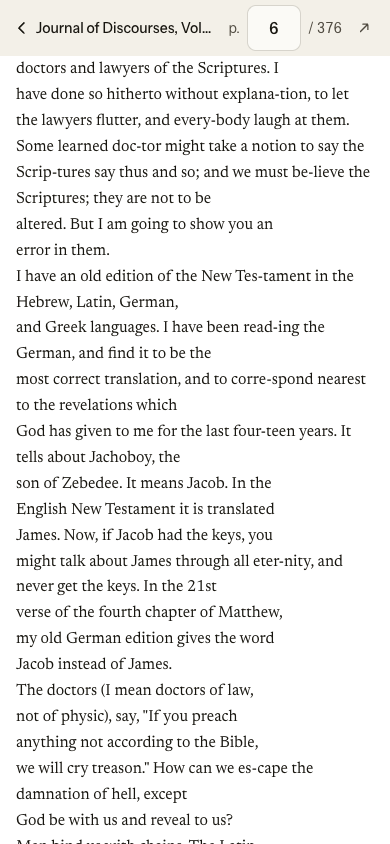 Journal of Discourses, Vol... p. 6 / 376
doctors and lawyers of the Scriptures. I
have done so hitherto without explana-tion, to let
the lawyers flutter, and every-body laugh at them.
Some learned doc-tor might take a notion to say the
Scrip-tures say thus and so; and we must be-lieve the
Scriptures; they are not to be
altered. But I am going to show you an
error in them.
I have an old edition of the New Tes-tament in the
Hebrew, Latin, German,
and Greek languages. I have been read-ing the
German, and find it to be the
most correct translation, and to corre-spond nearest
to the revelations which
God has given to me for the last four-teen years. It
tells about Jachoboy, the
son of Zebedee. It means Jacob. In the
English New Testament it is translated
James. Now, if Jacob had the keys, you
might talk about James through all eter-nity, and
never get the keys. In the 21st
verse of the fourth chapter of Matthew,
my old German edition gives the word
Jacob instead of James.
The doctors (I mean doctors of law,
not of physic), say, "If you preach
anything not according to the Bible,
we will cry treason." How can we es-cape the
damnation of hell, except
God be with us and reveal to us?
Men bind us with chains. The Latin